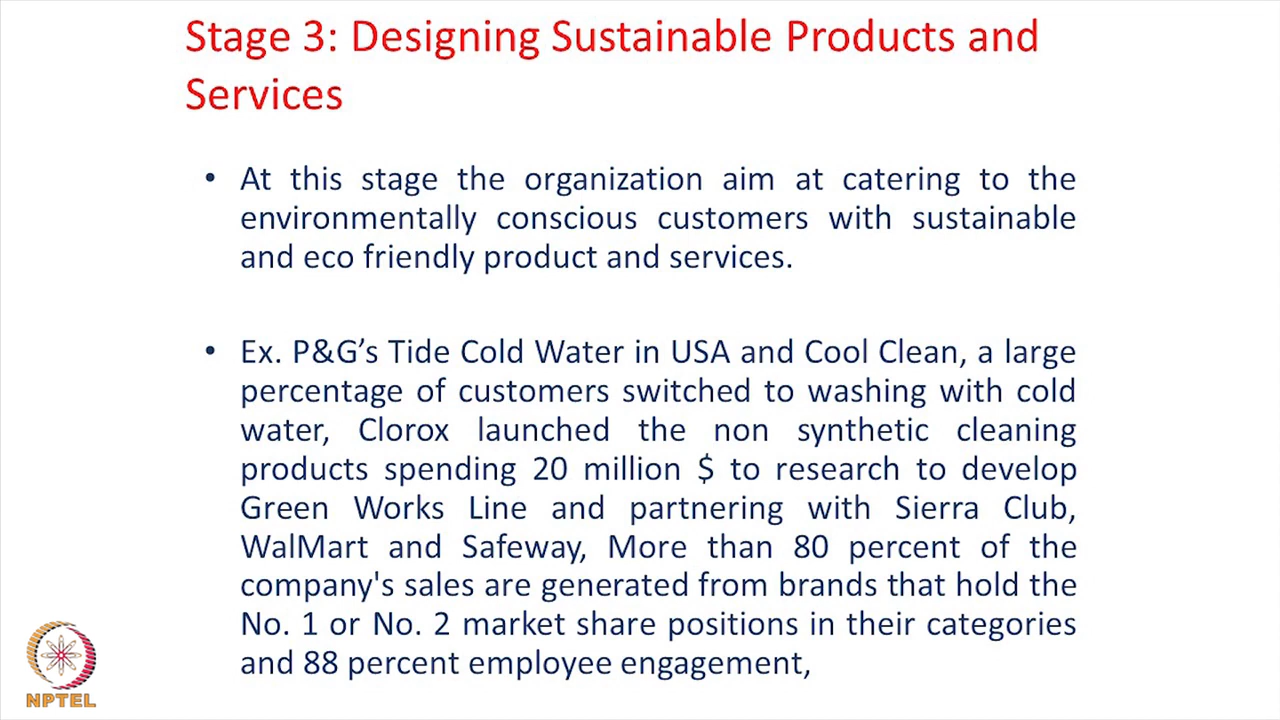 Stage 3: Designing Sustainable Products and
Services
• At this stage the organization aim at catering to the
environmentally conscious customers with sustainable
and eco friendly product and services.
• Ex. P&G’s Tide Cold Water in USA and Cool Clean, a large
percentage of customers switched to washing with cold
water, Clorox launched the non synthetic cleaning
products spending 20 million $ to research to develop
Green Works Line and partnering with Sierra Club,
WalMart and Safeway, More than 80 percent of the
company's sales are generated from brands that hold the
No. 1 or No. 2 market share positions in their categories
and 88 percent employee engagement,
NPTEL